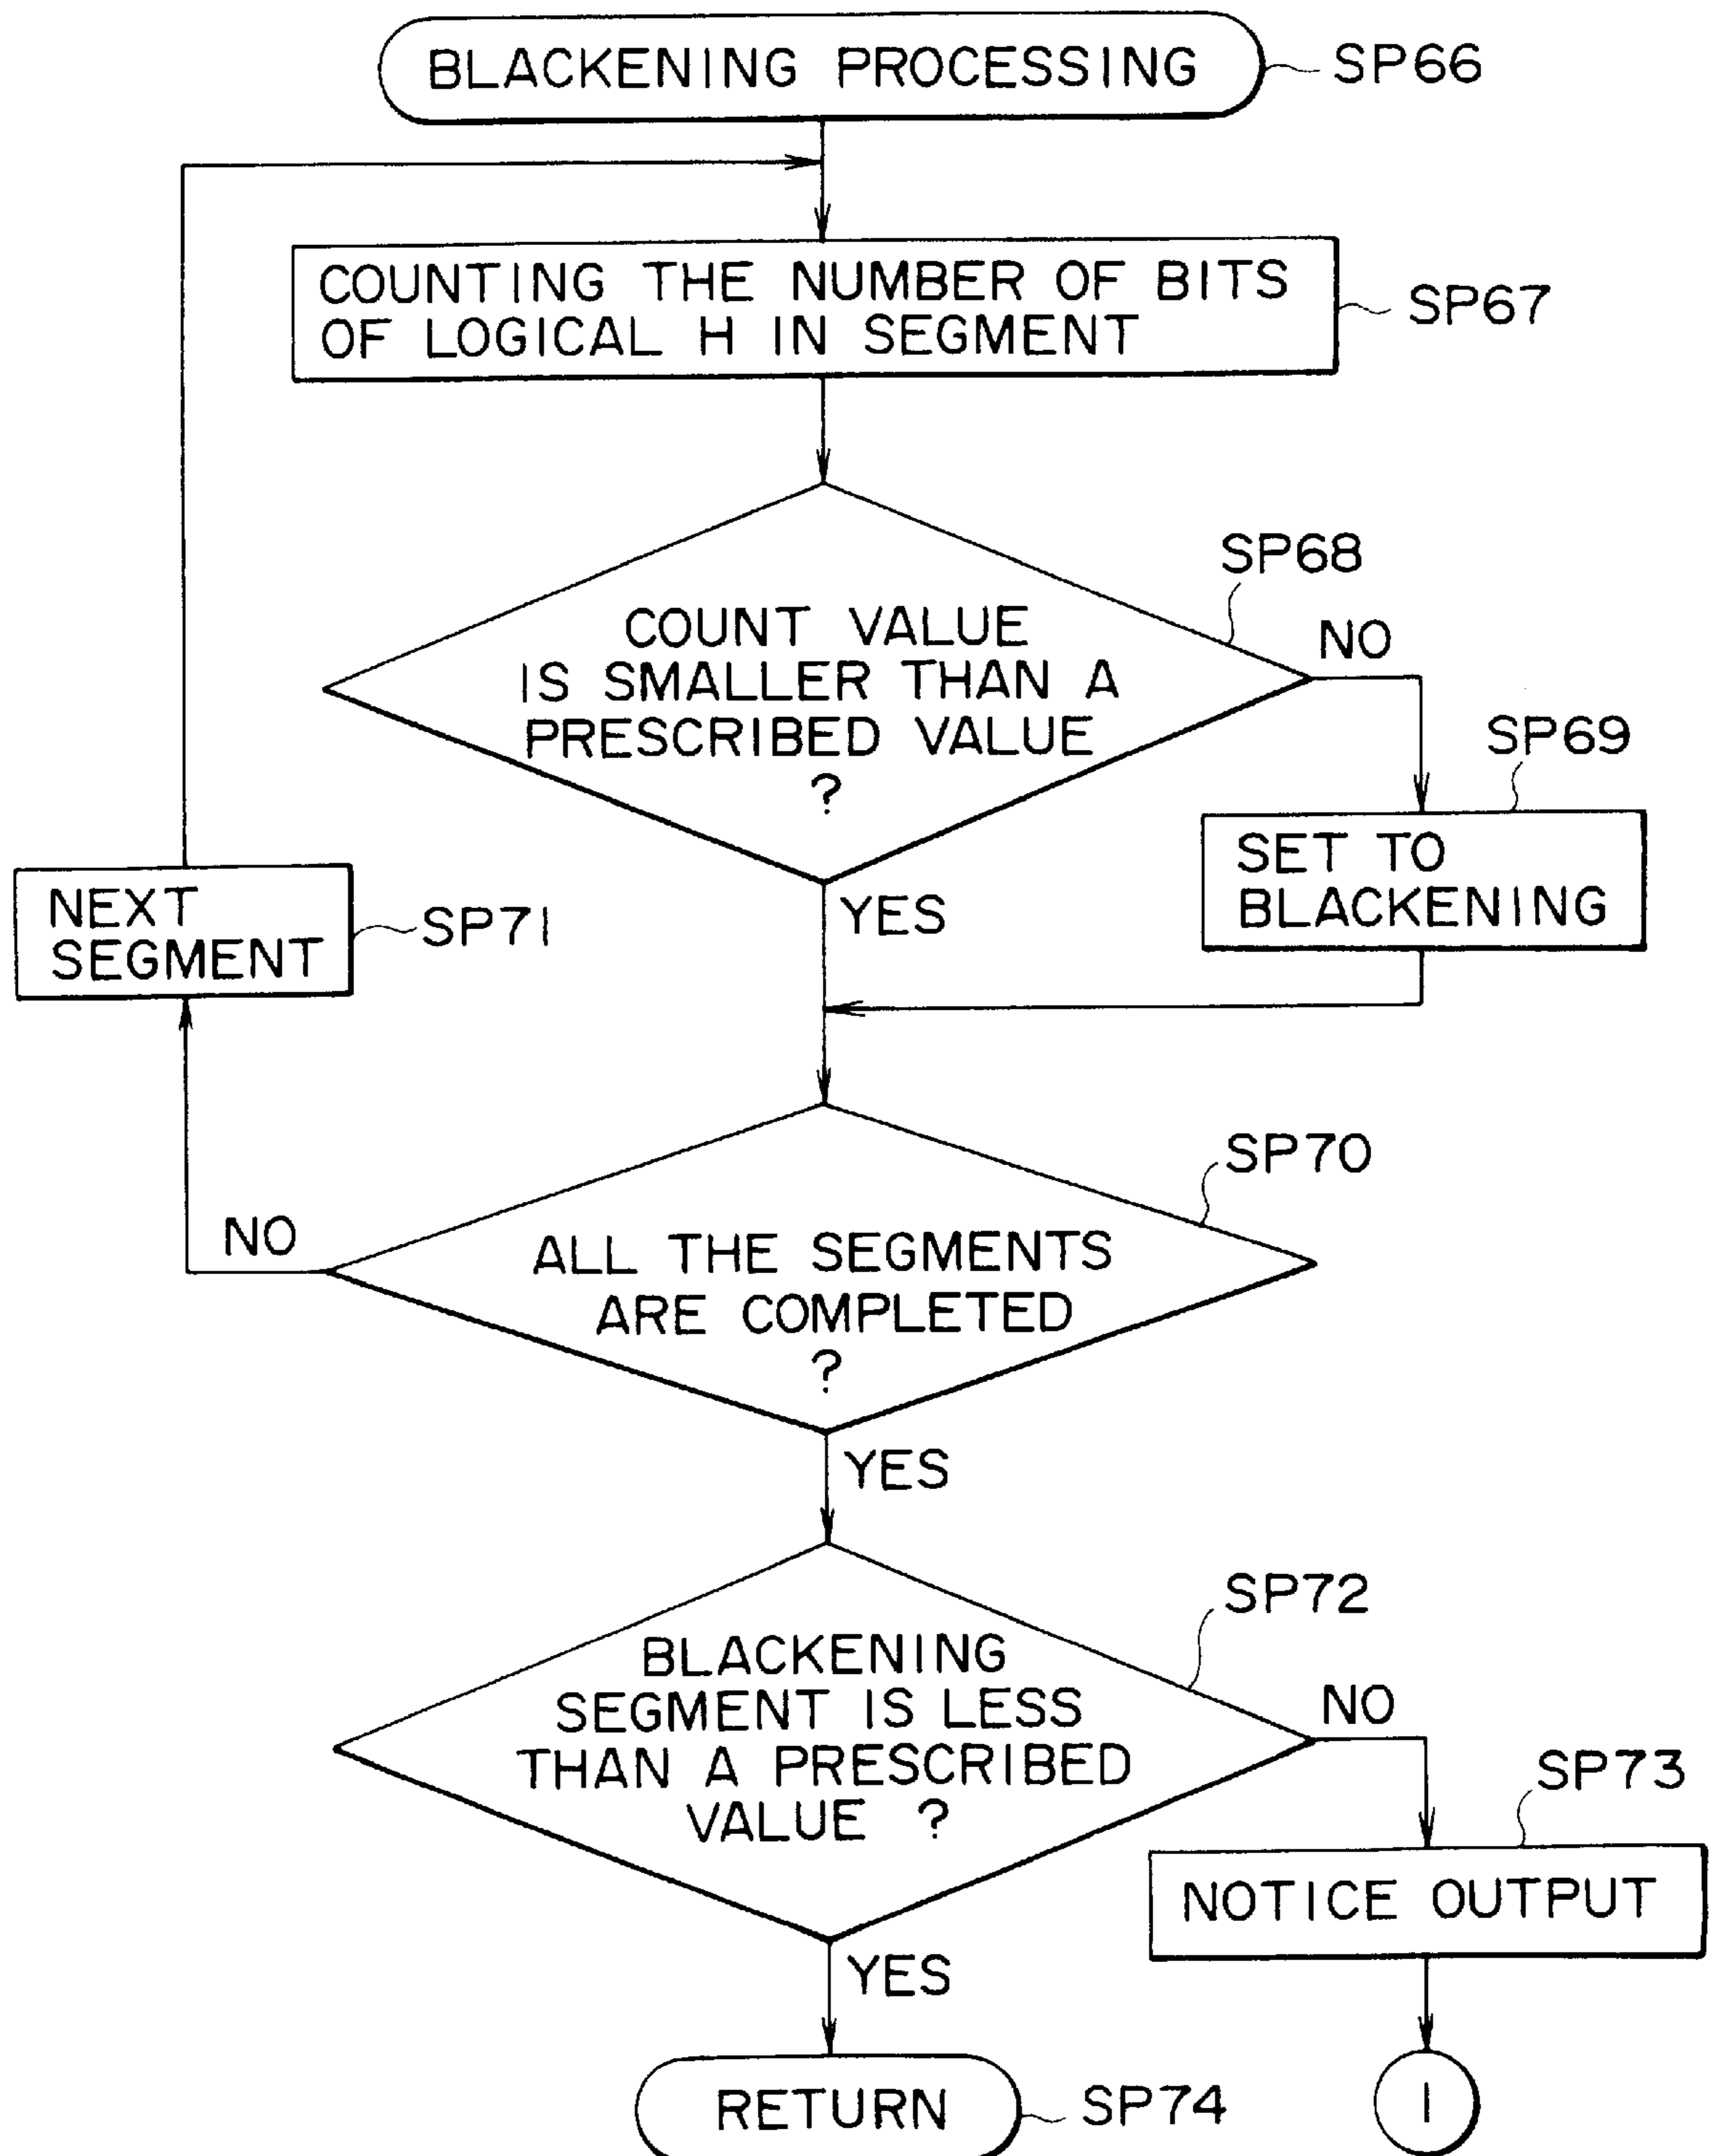 BLACKENING PROCESSING
SP66
COUNTING THE NUMBER OF BITS
OF LOGICAL H IN SEGMENT
SP67
SP68
COUNT VALUE
IS SMALLER THAN A
PRESCRIBED VALUE
?
NO
SP69
SET TO
BLACKENING
YES
NEXT
SEGMENT
SP71
SP70
ALL THE SEGMENTS
ARE COMPLETED
?
NO
YES
SP72
BLACKENING
SEGMENT IS LESS
THAN A PRESCRIBED
VALUE ?
NO
SP73
NOTICE OUTPUT
YES
RETURN
SP74
1